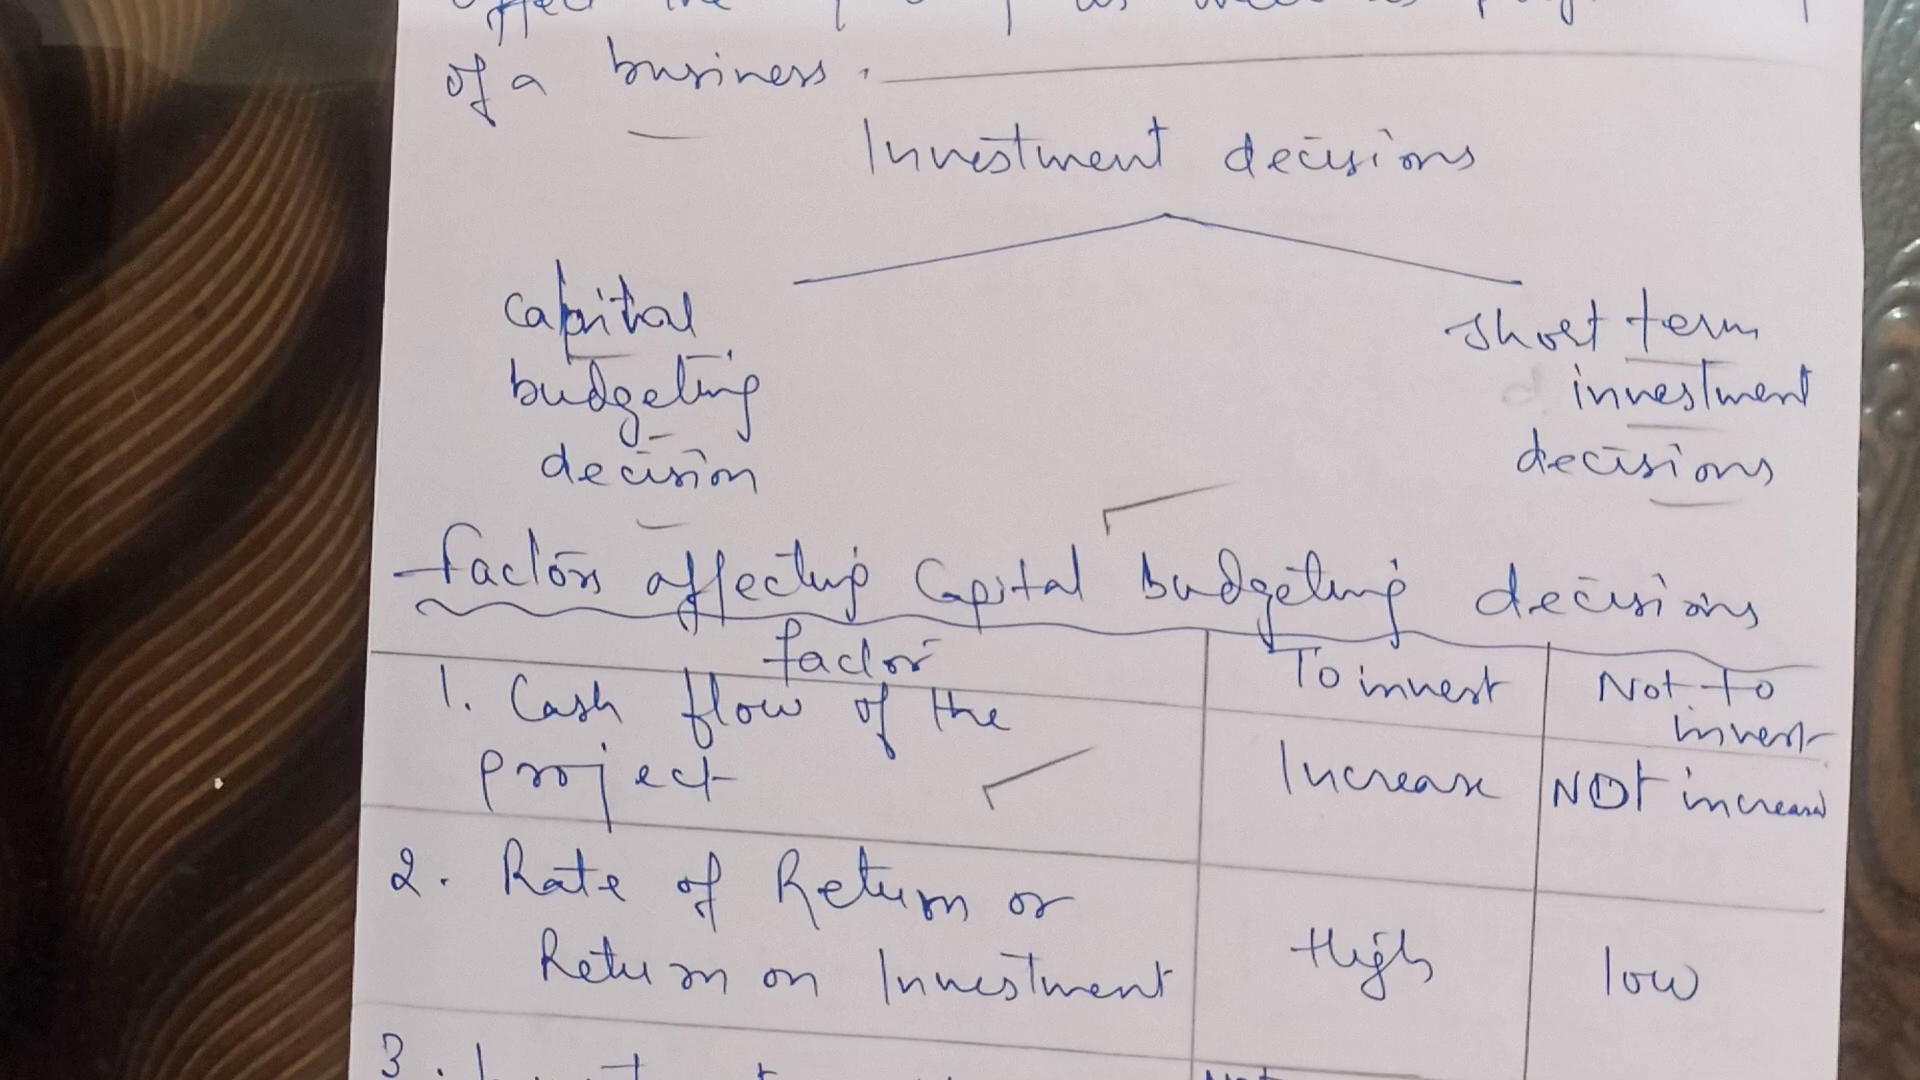 of a business.
Investment decisions
Capital
budgeting
decision
Short term
investment
decisions
Factors affecting Capital budgeting decisions
factor
To invest
Not to
invest
1. Cash flow of the
project
Increase
NOT increase
2. Rate of Return or
Return on Investment
High
low
3.